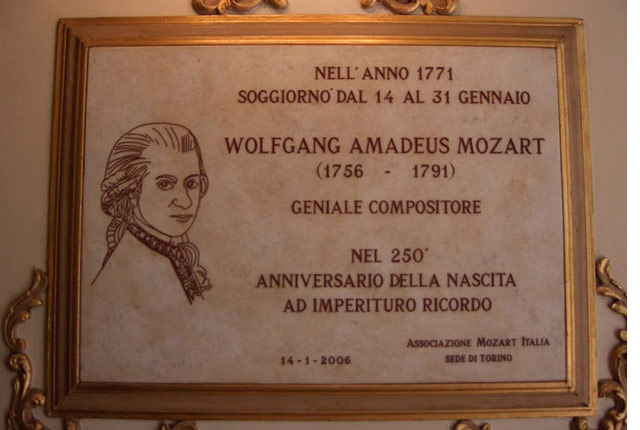 NELL'ANNO 1771
SOGGIORNO' DAL 14 AL 31 GENNAIO
WOLFGANG AMADEUS MOZART
(1756 - 1791)
GENIALE COMPOSITORE
NEL 250°
ANNIVERSARIO DELLA NASCITA
AD IMPERITURO RICORDO
ASSOCIAZIONE MOZART ITALIA
14-1-2006 SEDE DI TORINO